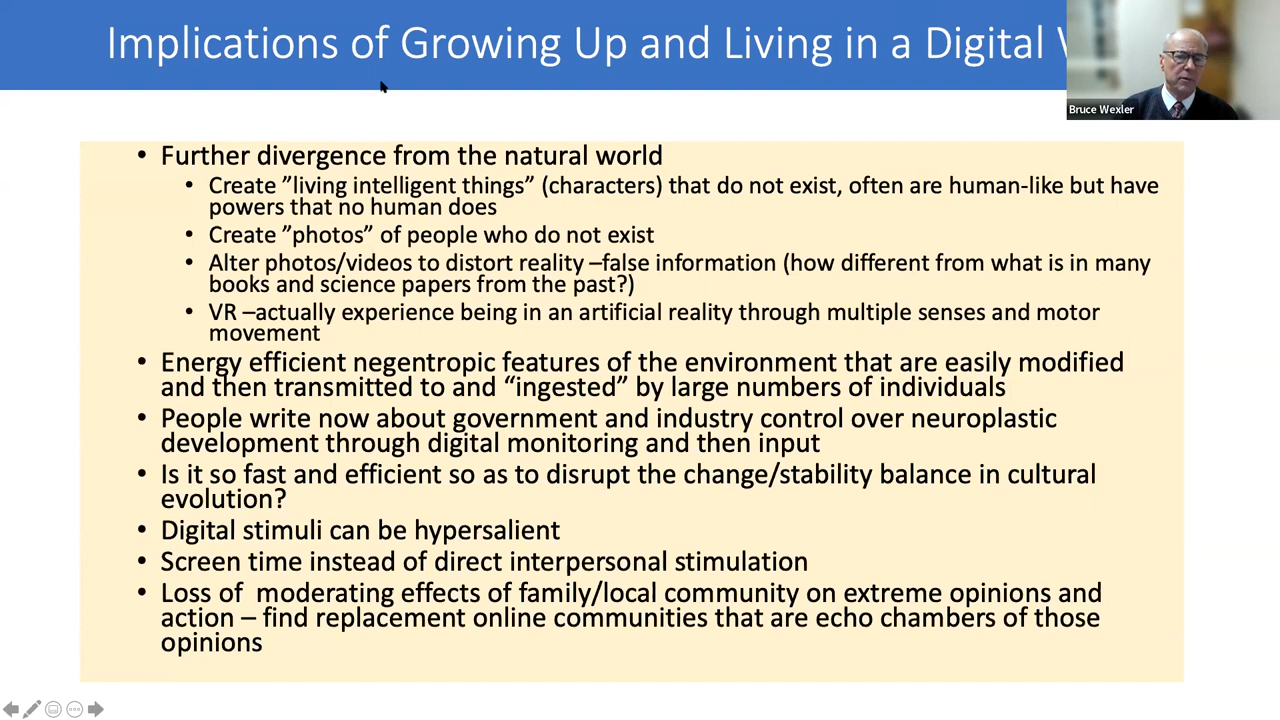 Implications of Growing Up and Living in a Digital
Bruce Wexler
• Further divergence from the natural world
• Create ”living intelligent things” (characters) that do not exist, often are human-like but have
powers that no human does
• Create ”photos” of people who do not exist
• Alter photos/videos to distort reality –false information (how different from what is in many
books and science papers from the past?)
• VR –actually experience being in an artificial reality through multiple senses and motor
movement
• Energy efficient negentropic features of the environment that are easily modified
and then transmitted to and “ingested” by large numbers of individuals
• People write now about government and industry control over neuroplastic
development through digital monitoring and then input
• Is it so fast and efficient so as to disrupt the change/stability balance in cultural
evolution?
• Digital stimuli can be hypersalient
• Screen time instead of direct interpersonal stimulation
• Loss of  moderating effects of family/local community on extreme opinions and
action – find replacement online communities that are echo chambers of those
opinions